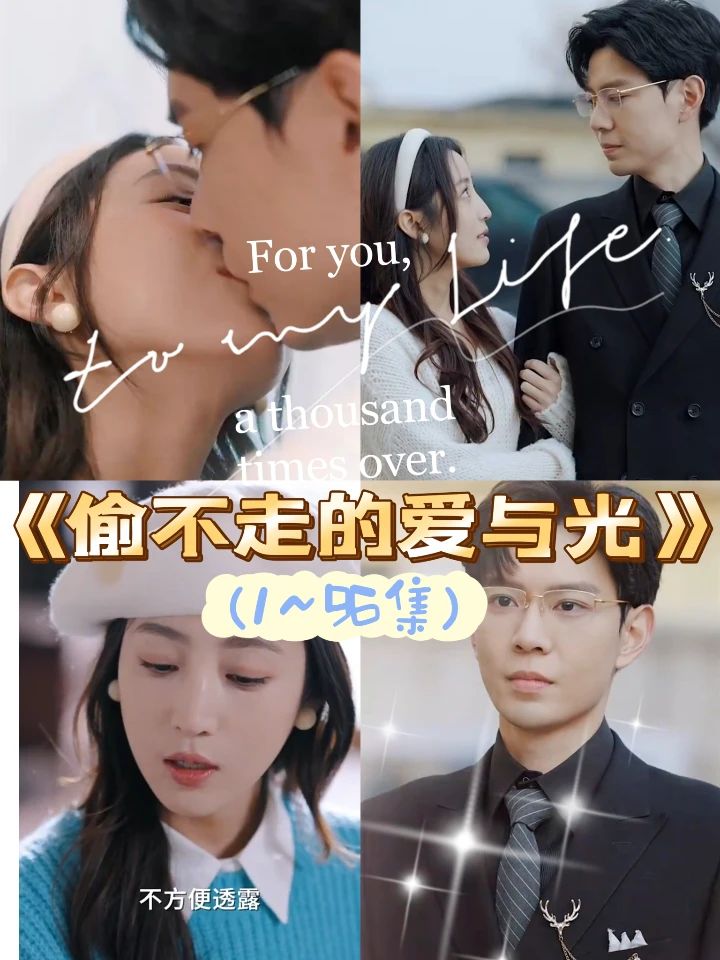 For you,
to my life
a thousand
times over.
《偷不走的爱与光》
(1~96集)
不方便透露